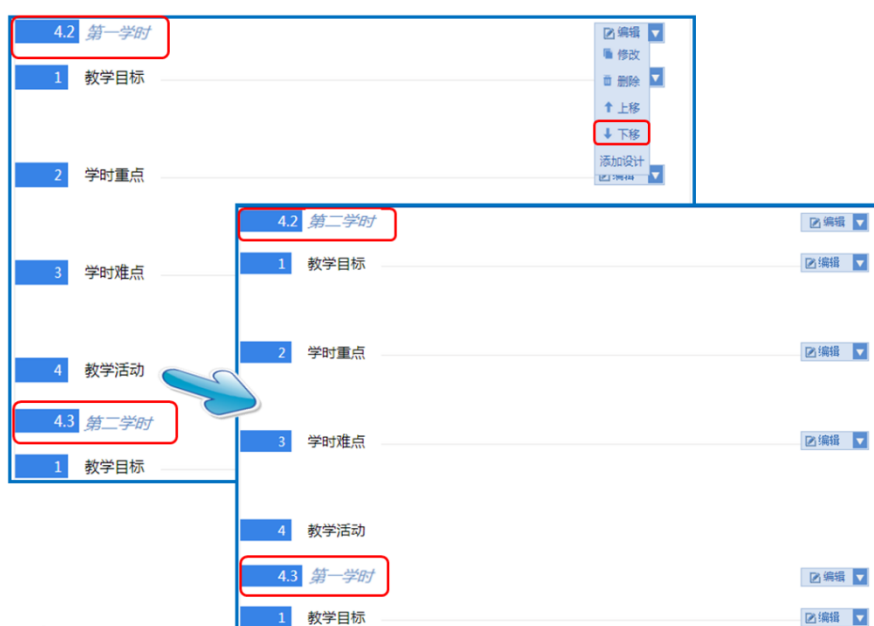 4.2 第一学时 编辑
修改
1 教学目标
删除
上移
下移
添加设计
2 学时重点 编辑
3 学时难点
4 教学活动
4.3 第二学时
1 教学目标
4.2 第二学时 编辑
1 教学目标 编辑
2 学时重点 编辑
3 学时难点 编辑
4 教学活动
4.3 第一学时 编辑
1 教学目标 编辑